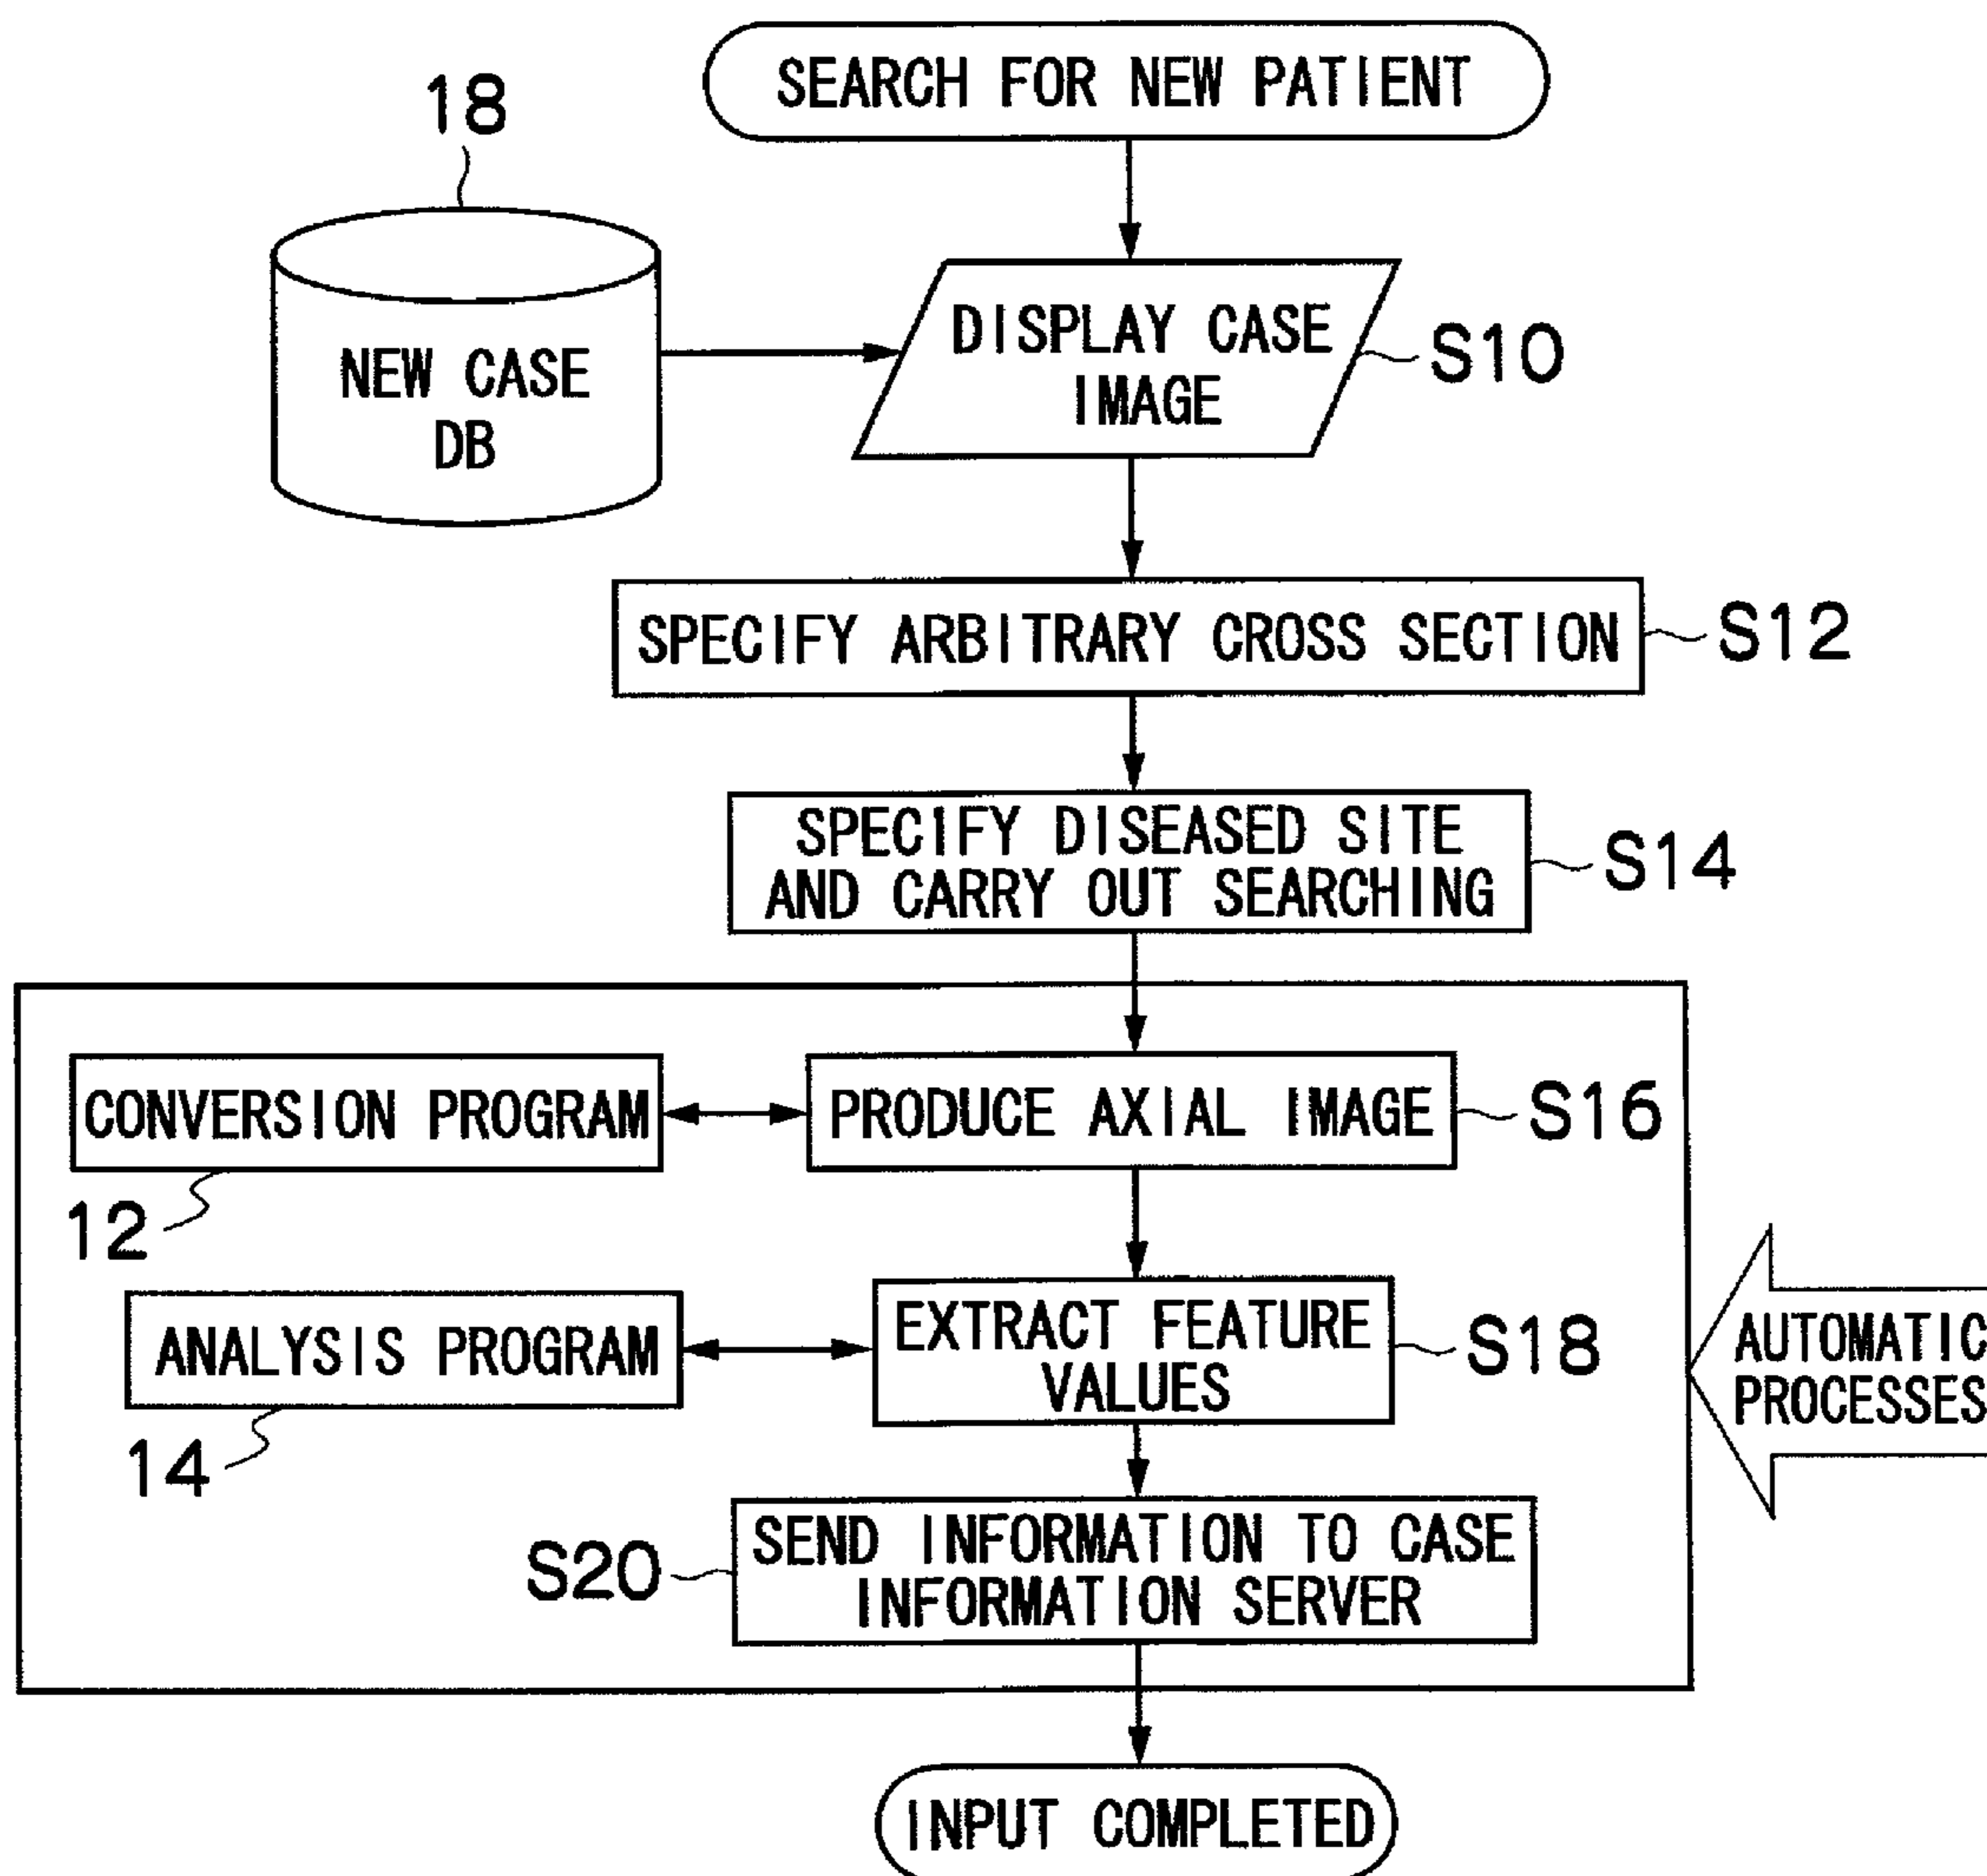 SEARCH FOR NEW PATIENT
18
NEW CASE
DB
DISPLAY CASE
IMAGE
S10
SPECIFY ARBITRARY CROSS SECTION
S12
SPECIFY DISEASED SITE
AND CARRY OUT SEARCHING
S14
CONVERSION PROGRAM
12
PRODUCE AXIAL IMAGE
S16
ANALYSIS PROGRAM
14
EXTRACT FEATURE
VALUES
S18
AUTOMATIC
PROCESSES
S20
SEND INFORMATION TO CASE
INFORMATION SERVER
INPUT COMPLETED